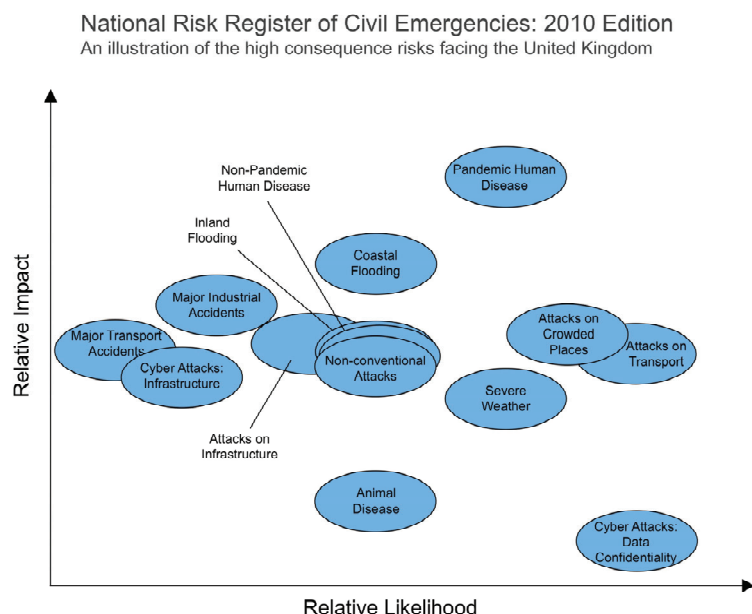 National Risk Register of Civil Emergencies: 2010 Edition
An illustration of the high consequence risks facing the United Kingdom
Relative Impact
Non-Pandemic
Human Disease
Pandemic Human
Disease
Inland
Flooding
Coastal
Flooding
Major Industrial
Accidents
Major Transport
Accidents
Attacks on
Crowded
Places
Attacks on
Transport
Cyber Attacks:
Infrastructure
Non-conventional
Attacks
Severe
Weather
Attacks on
Infrastructure
Animal
Disease
Cyber Attacks:
Data
Confidentiality
Relative Likelihood